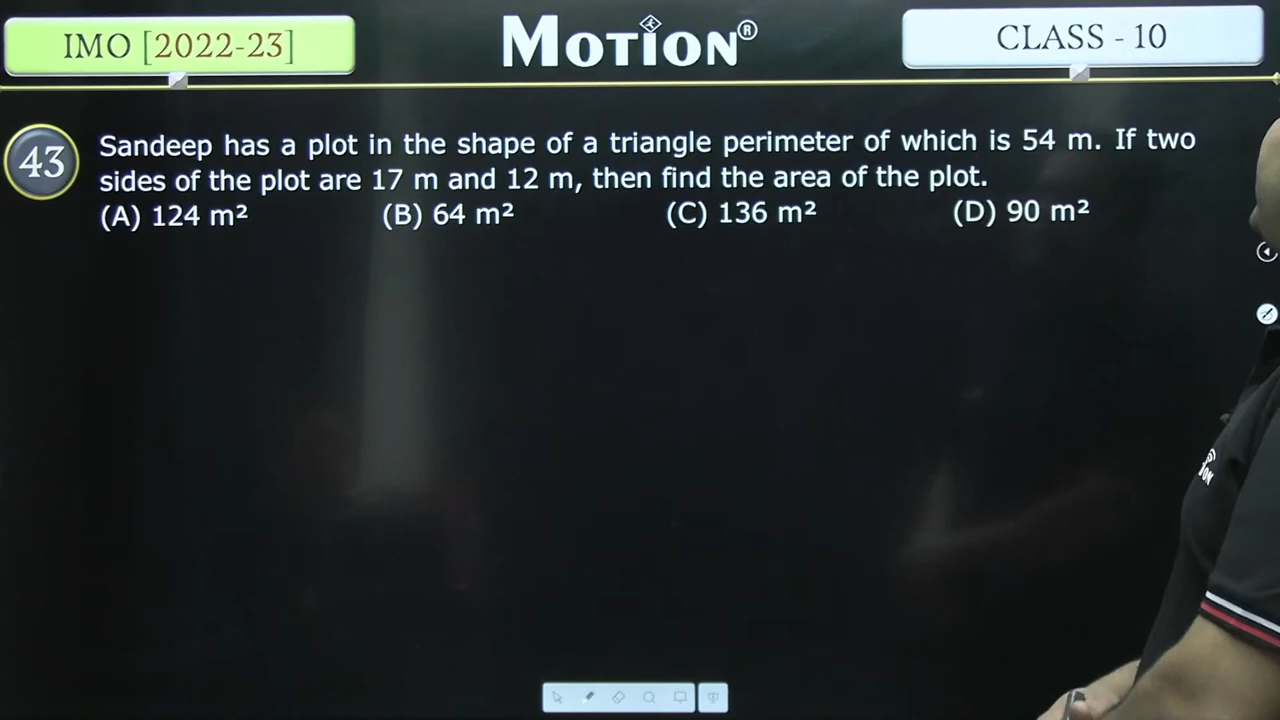 IMO [2022-23]
MOTION®
CLASS - 10
43
Sandeep has a plot in the shape of a triangle perimeter of which is 54 m. If two
sides of the plot are 17 m and 12 m, then find the area of the plot.
(A) 124 m² (B) 64 m² (C) 136 m² (D) 90 m²